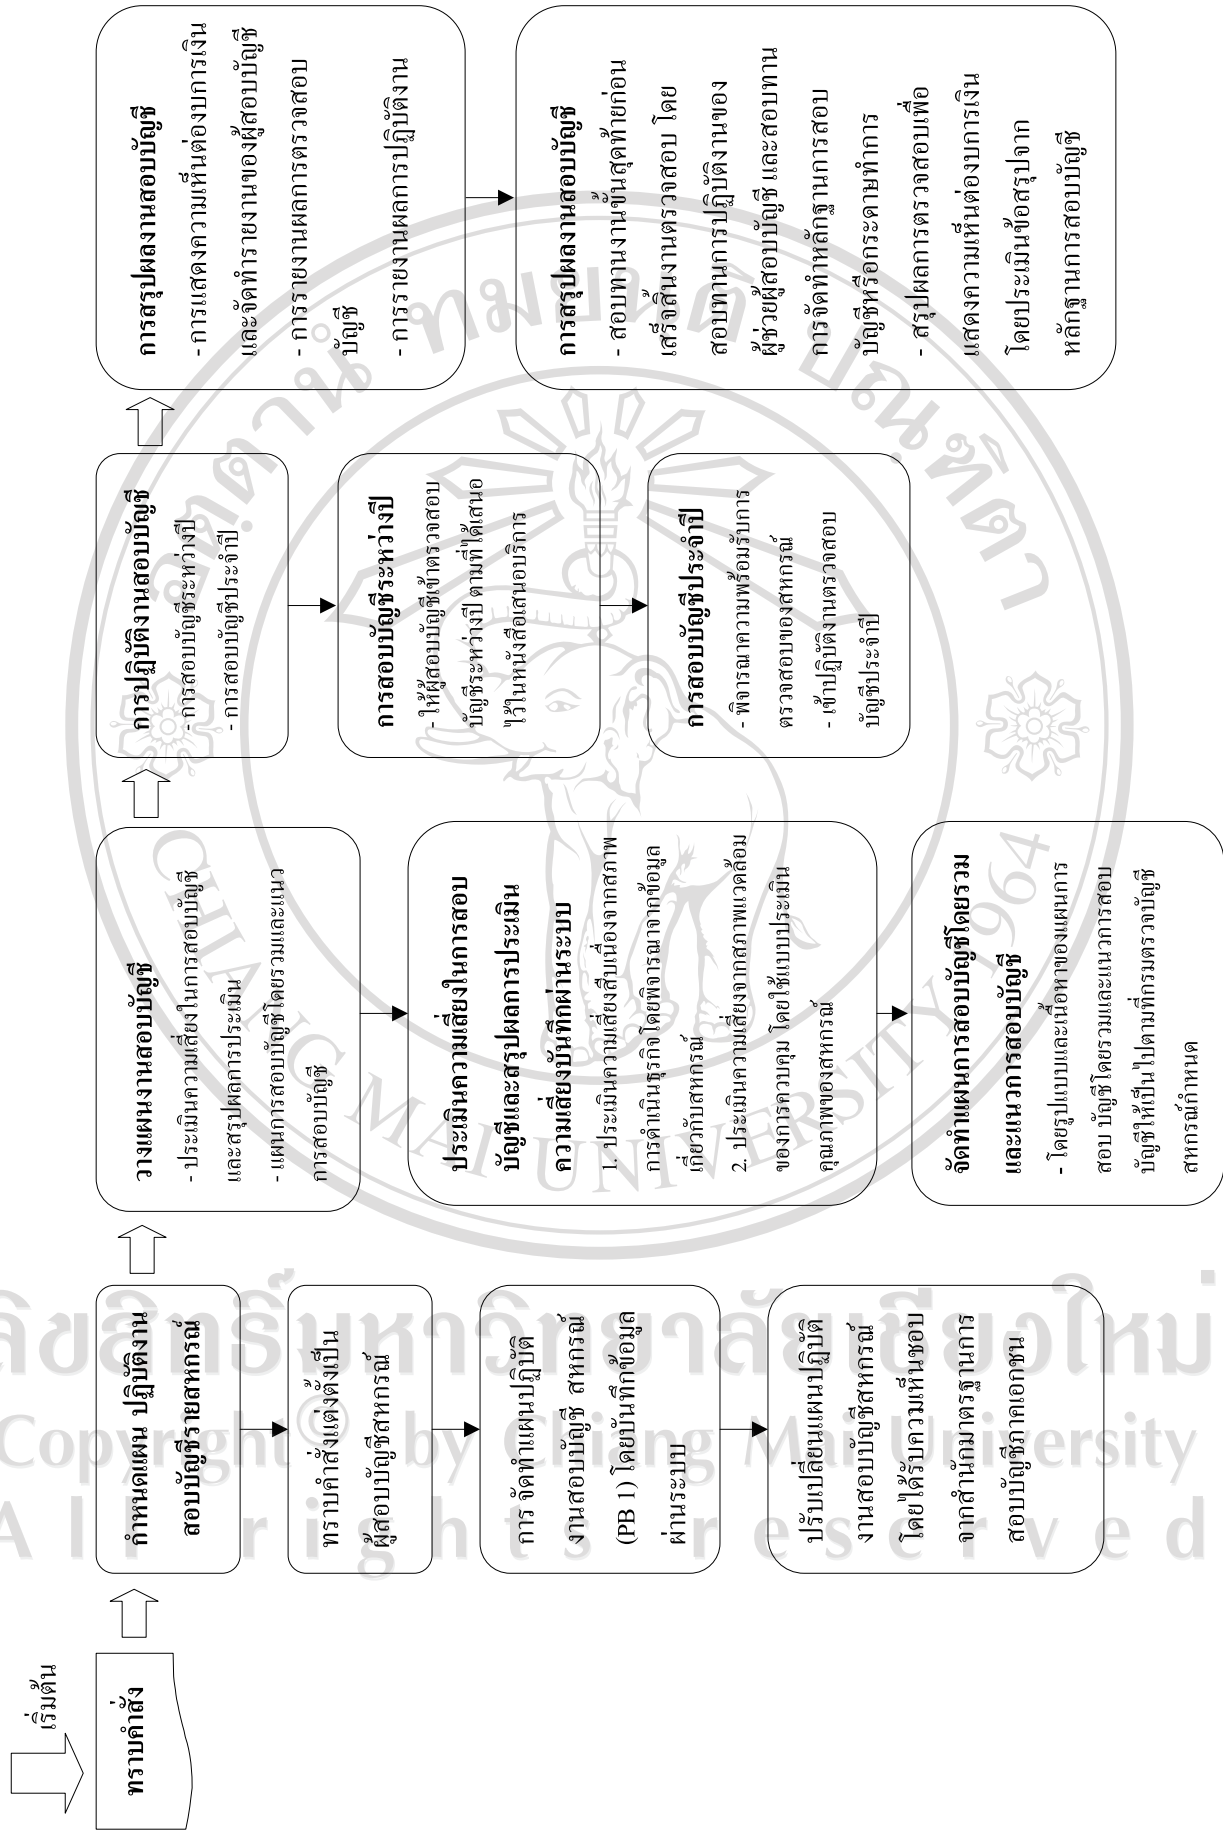 เริ่มต้น
ทราบคำสั่ง
กำหนดแผน ปฏิบัติงาน
สอบบัญชีรายสหกรณ์
ทราบคำสั่งแต่งตั้งเป็น
ผู้สอบบัญชีสหกรณ์
การ จัดทำแผนปฏิบัติ
งานสอบบัญชี สหกรณ์
(PB 1) โดยบันทึกข้อมูล
ผ่านระบบ
ปรับเปลี่ยนแผนปฏิบัติ
งานสอบบัญชีสหกรณ์
โดยได้รับความเห็นชอบ
จากสำนักมาตรฐานการ
สอบบัญชีภาคเอกชน
วางแผนงานสอบบัญชี
- ประเมินความเสี่ยงในการสอบบัญชี
และสรุปผลการประเมิน
- แผนการสอบบัญชีโดยรวมและแนว
การสอบบัญชี
ประเมินความเสี่ยงในการสอบ
บัญชีและสรุปผลการประเมิน
ความเสี่ยงบันทึกผ่านระบบ
1. ประเมินความเสี่ยงสืบเนื่องจากสภาพ
การดำเนินธุรกิจโดยพิจารณาจากข้อมูล
เกี่ยวกับสหกรณ์
2. ประเมินความเสี่ยงจากสภาพแวดล้อม
ของการควบคุม โดยใช้แบบประเมิน
คุณภาพของสหกรณ์
จัดทำแผนการสอบบัญชีโดยรวม
และแนวการสอบบัญชี
- โดยรูปแบบและเนื้อหาของแผนการ
สอบ บัญชีโดยรวมและแนวการสอบ
บัญชีให้เป็นไปตามที่กรมตรวจบัญชี
สหกรณ์กำหนด
การปฏิบัติงานสอบบัญชี
- การสอบบัญชีระหว่างปี
- การสอบบัญชีประจำปี
การสอบบัญชีระหว่างปี
- ให้ผู้สอบบัญชีเข้าตรวจสอบ
บัญชีระหว่างปี ตามที่ได้เสนอ
ไว้ในหนังสือเสนอบริการ
การสอบบัญชีประจำปี
- พิจารณาความพร้อมรับการ
ตรวจสอบของสหกรณ์
- เข้าปฏิบัติงานตรวจสอบ
บัญชีประจำปี
การสรุปผลงานสอบบัญชี
- การแสดงความเห็นต่องบการเงิน
และจัดทำรายงานของผู้สอบบัญชี
- การรายงานผลการตรวจสอบ
บัญชี
- การรายงานผลการปฏิบัติงาน
การสรุปผลงานสอบบัญชี
- สอบทานงานขั้นสุดท้ายก่อน
เสร็จสิ้นงานตรวจสอบ โดย
สอบทานการปฏิบัติงานของ
ผู้ช่วยผู้สอบบัญชี และสอบทาน
การจัดทำหลักฐานการสอบ
บัญชีหรือกระดาษทำการ
- สรุปผลการตรวจสอบเพื่อ
แสดงความเห็นต่องบการเงิน
โดยประเมินข้อสรุปจาก
หลักฐานการสอบบัญชี
CHIANG MAI UNIVERSITY 1964
ลิขสิทธิ์มหาวิทยาลัยเชียงใหม่
Copyright © by Chiang Mai University
All rights reserved